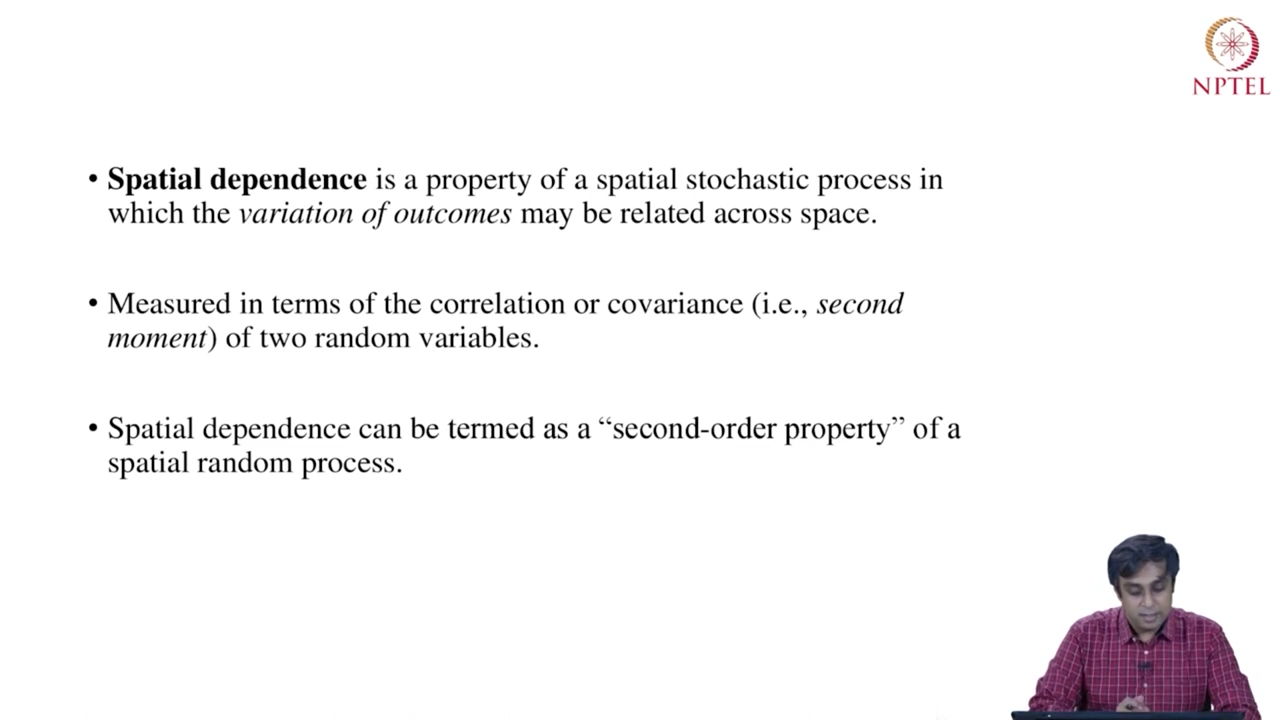 NPTEL
• Spatial dependence is a property of a spatial stochastic process in
which the variation of outcomes may be related across space.
• Measured in terms of the correlation or covariance (i.e., second
moment) of two random variables.
• Spatial dependence can be termed as a “second-order property” of a
spatial random process.